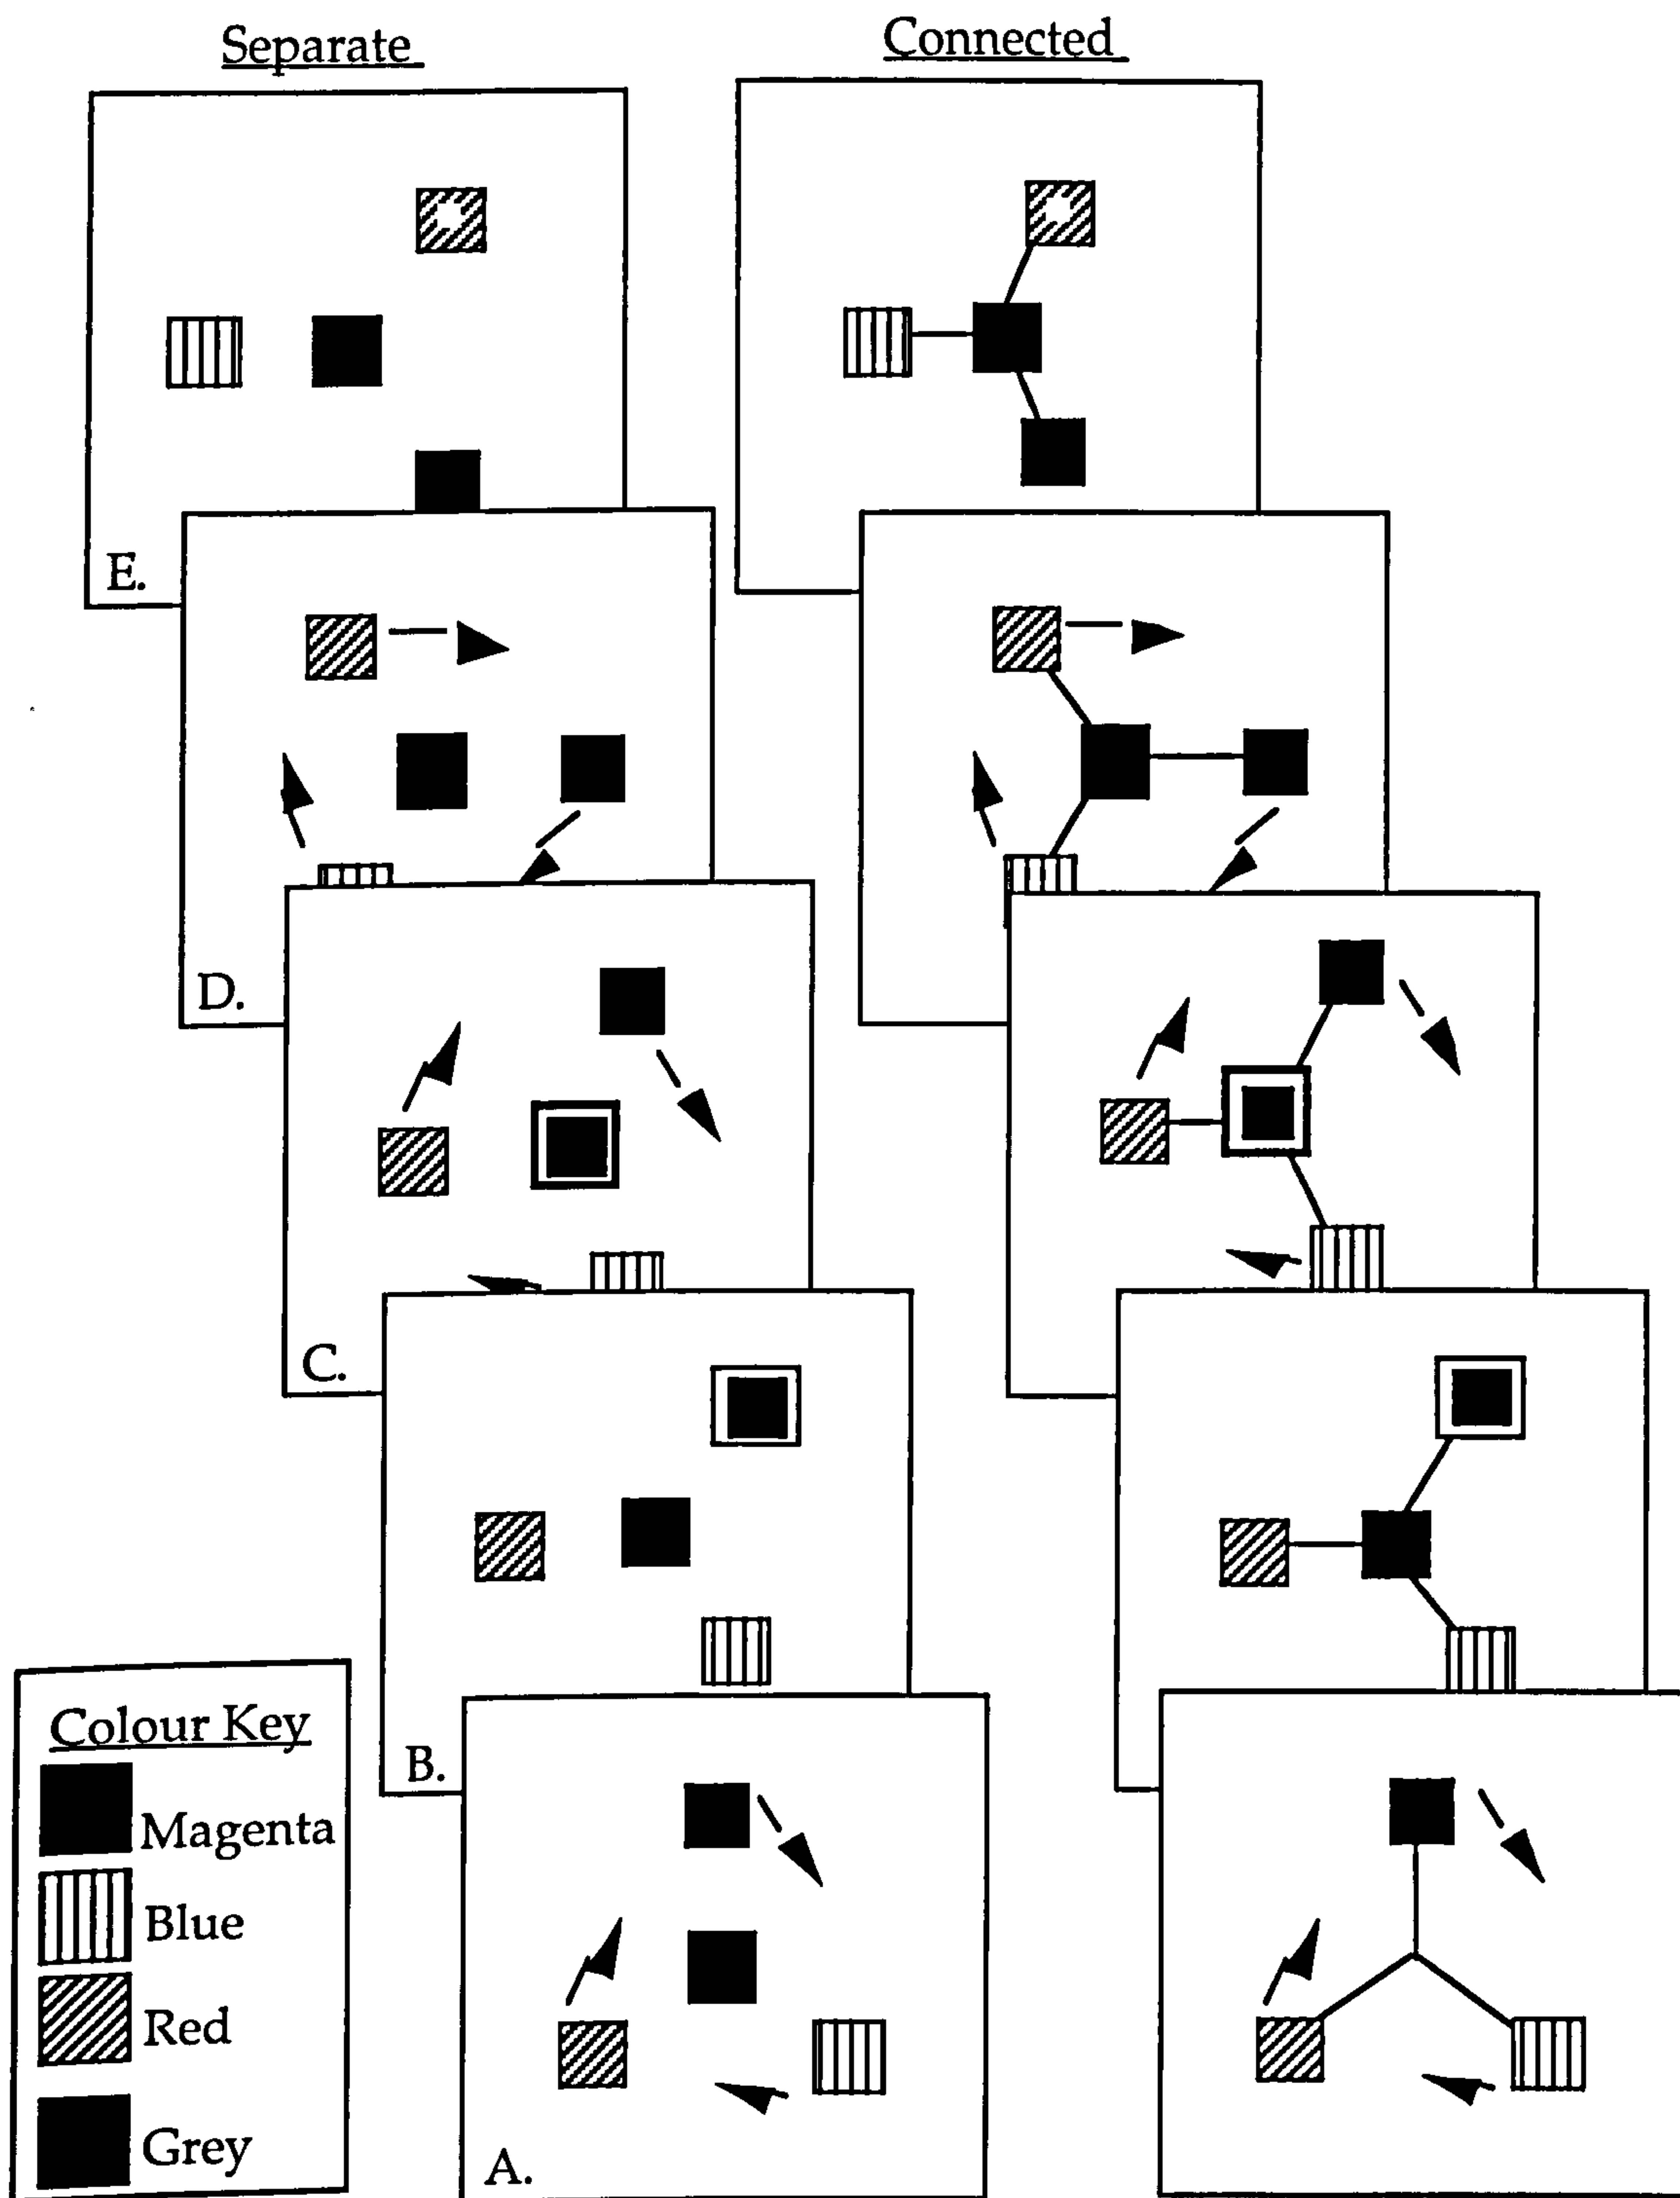 Separate
Connected
E.
D.
C.
B.
Colour Key
Magenta
Blue
Red
Grey
A.